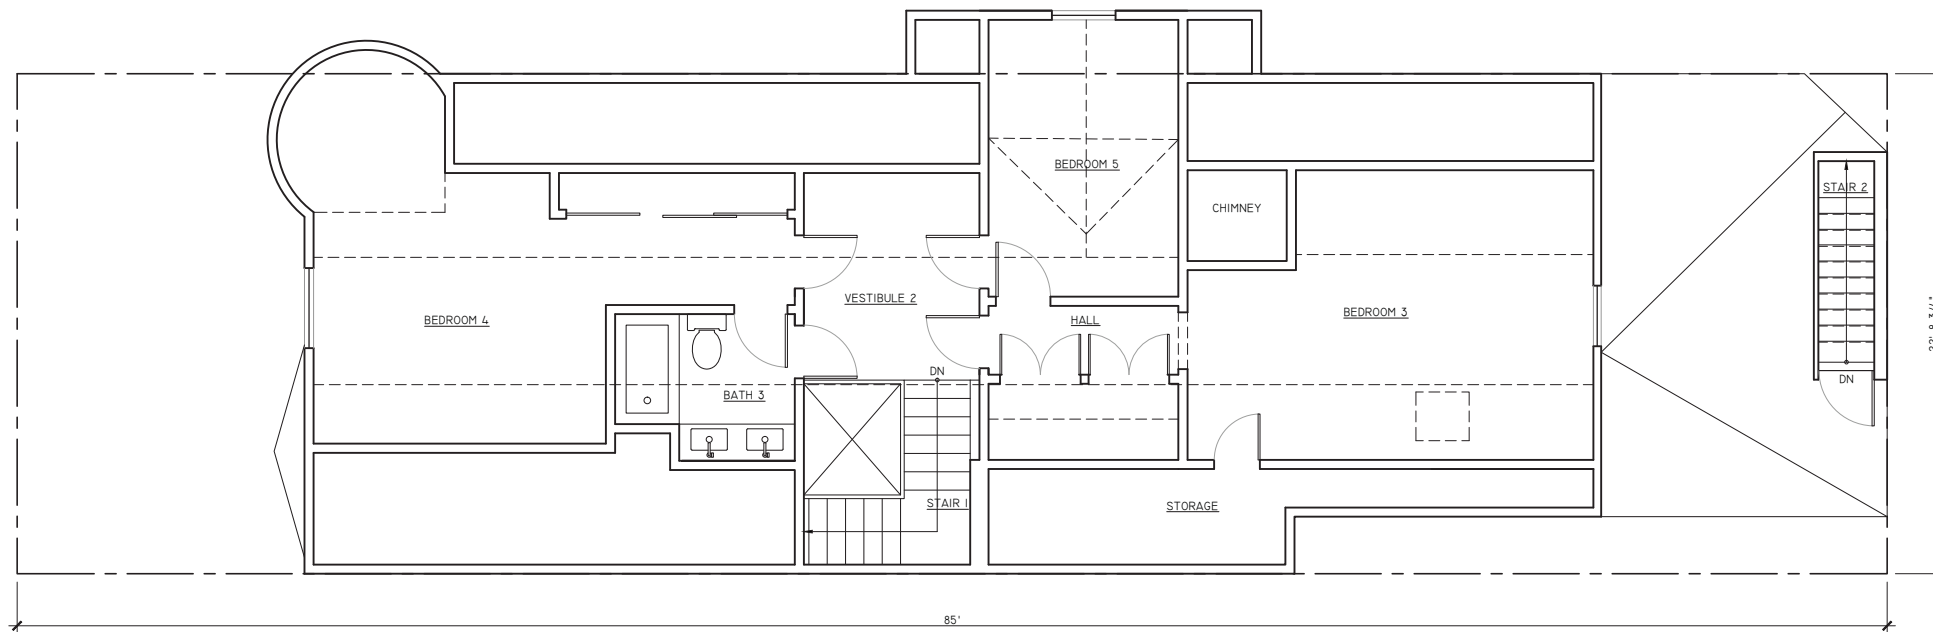 BEDROOM 5
STAIR 2
CHIMNEY
VESTIBULE 2
BEDROOM 4
HALL
BEDROOM 3
DN
DN
BATH 3
STAIR 1
STORAGE
85'